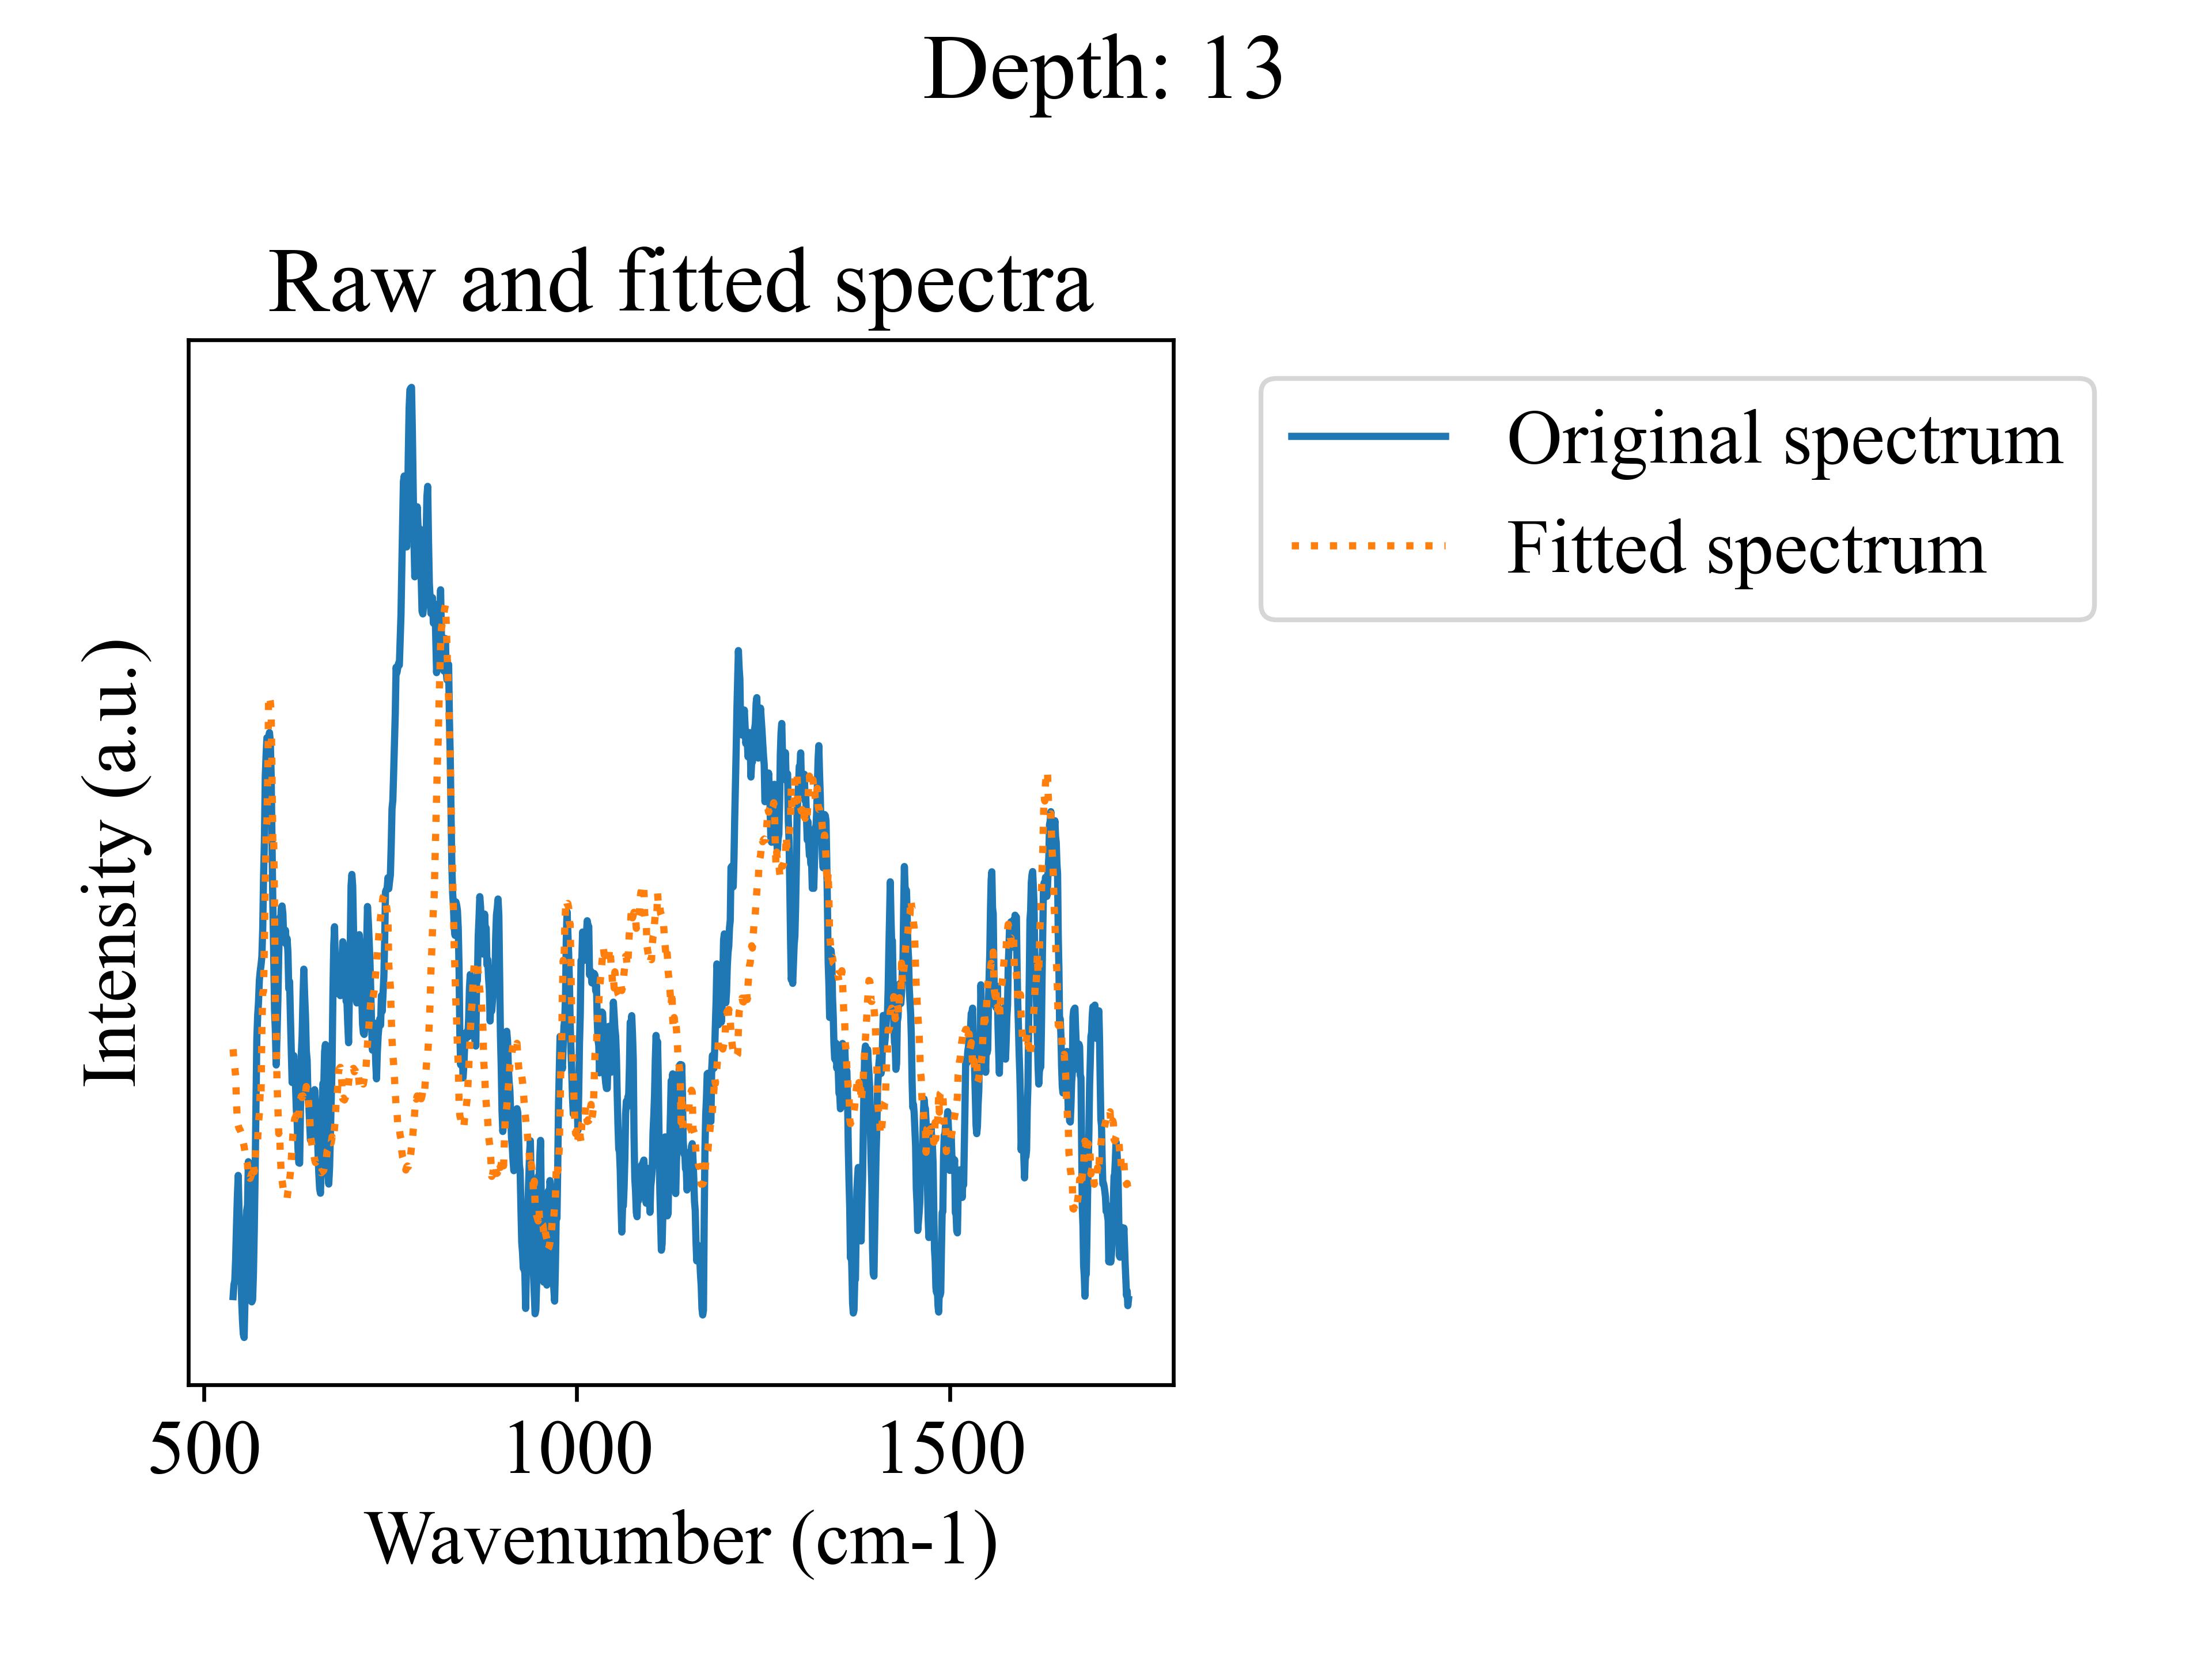 Depth: 13
Raw and fitted spectra
Original spectrum
Fitted spectrum
Intensity (a.u.)
500 1000 1500
Wavenumber (cm-1)